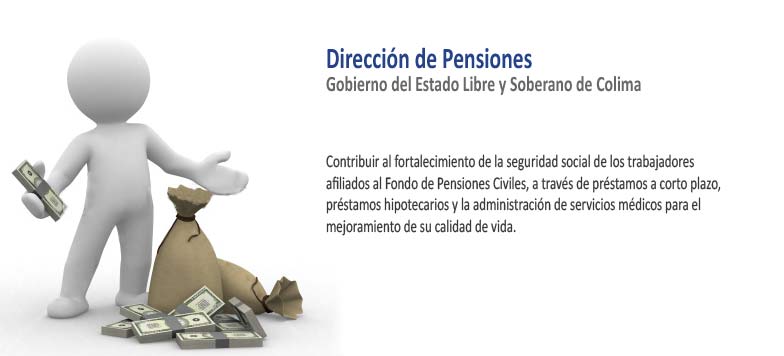 Dirección de Pensiones
Gobierno del Estado Libre y Soberano de Colima
Contribuir al fortalecimiento de la seguridad social de los trabajadores
afiliados al Fondo de Pensiones Civiles, a través de préstamos a corto plazo,
préstamos hipotecarios y la administración de servicios médicos para el
mejoramiento de su calidad de vida.